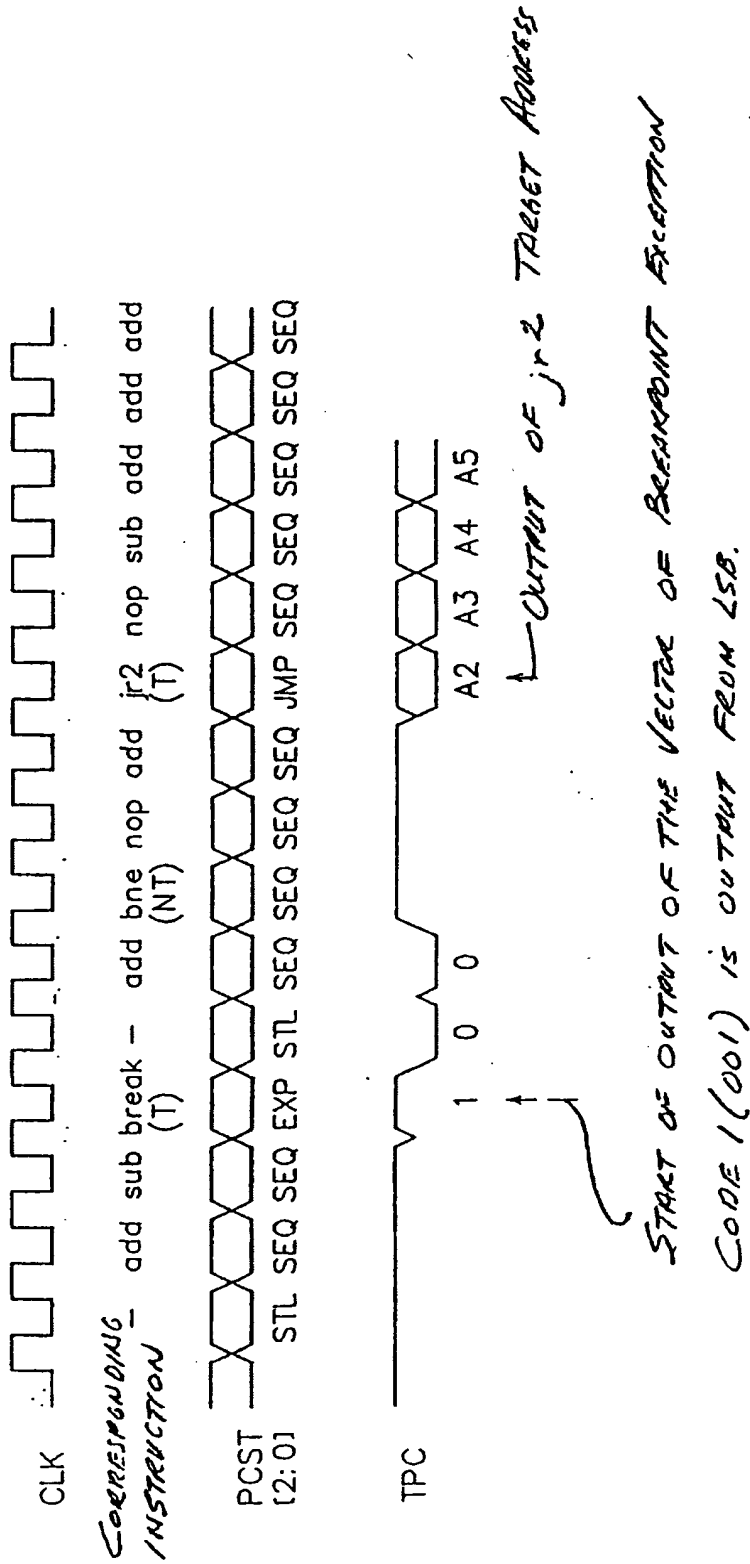 CLK
CORRESPONDING
INSTRUCTION
— add sub break — add bne nop add jr2 nop sub add add add
(T) (NT) (T)
PCST
[2:0]
STL SEQ SEQ EXP STL SEQ SEQ SEQ SEQ JMP SEQ SEQ SEQ SEQ SEQ
TPC
1 0 0 A2 A3 A4 A5
OUTPUT OF jr2 TARGET ADDRESS
START OF OUTPUT OF THE VECTOR OF BREAKPOINT EXCEPTION
CODE 1(001) IS OUTPUT FROM LSB.